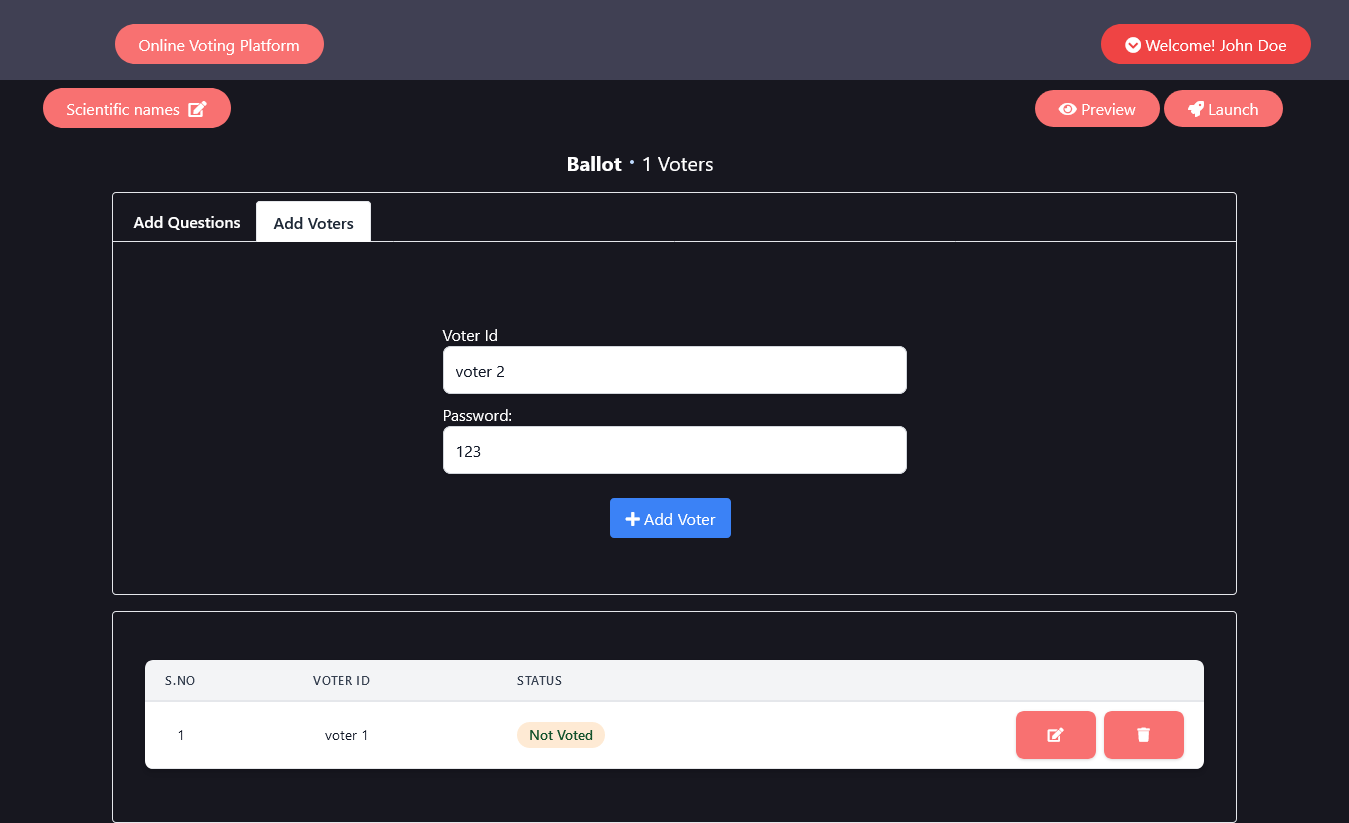 Online Voting Platform
Welcome! John Doe
Scientific names
Preview
Launch
Ballot · 1 Voters
Add Questions
Add Voters
Voter Id
voter 2
Password:
123
Add Voter
S.NO VOTER ID STATUS
1 voter 1 Not Voted